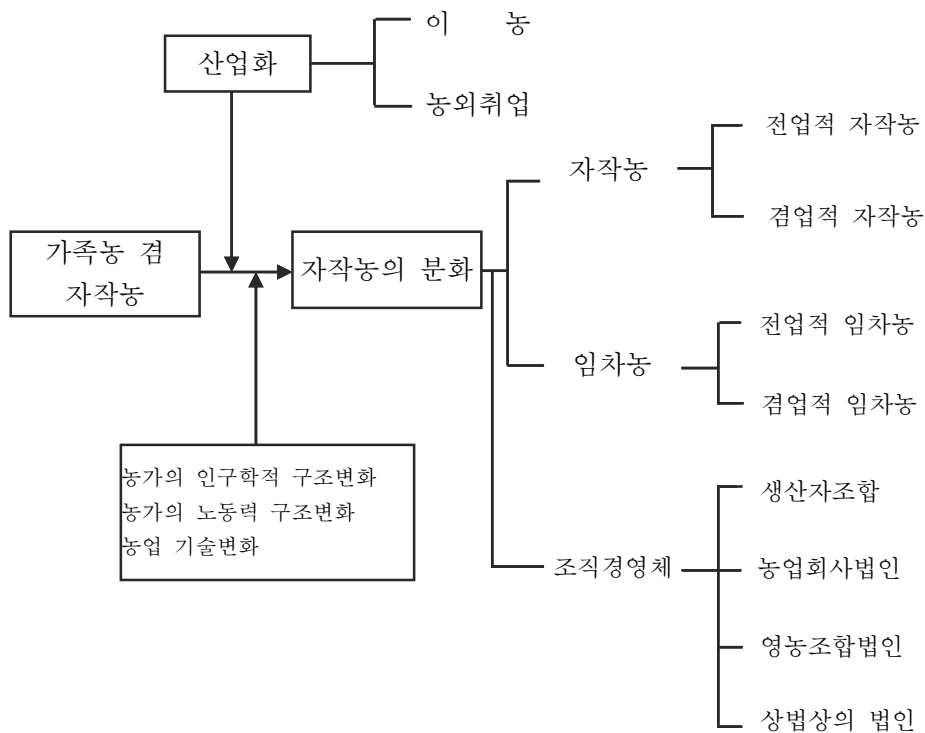 이 농
산업화
농외취업
전업적 자작농
자작농
겸업적 자작농
가족농 겸
자작농
자작농의 분화
전업적 임차농
임차농
겸업적 임차농
농가의 인구학적 구조변화
농가의 노동력 구조변화
농업 기술변화
생산자조합
조직경영체
농업회사법인
영농조합법인
상법상의 법인